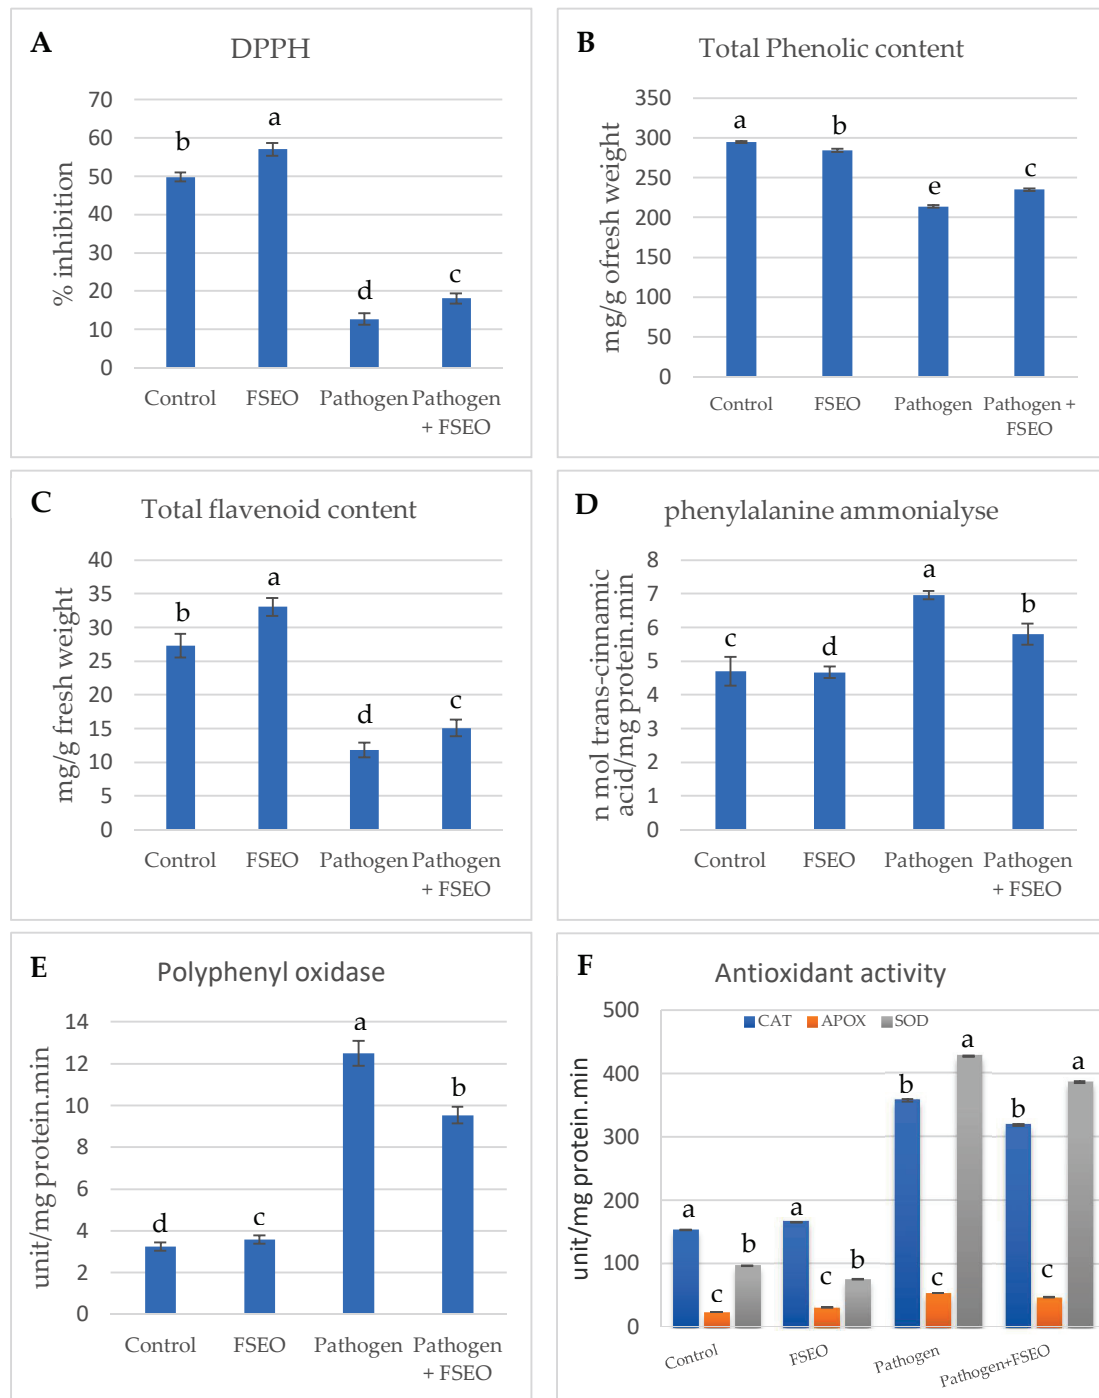 A
DPPH
% inhibition
70
60
50
40
30
20
10
0
b
a
d
c
Control
FSEO
Pathogen
Pathogen
+ FSEO
B
Total Phenolic content
mg/g ofresh weight
350
300
250
200
150
100
50
0
a
b
e
c
Control
FSEO
Pathogen
Pathogen +
FSEO
C
Total flavenoid content
mg/g fresh weight
40
35
30
25
20
15
10
5
0
b
a
d
c
Control
FSEO
Pathogen
Pathogen
+ FSEO
D
phenylalanine ammonialyse
n mol trans-cinnamic
acid/mg protein.min
8
7
6
5
4
3
2
1
0
c
d
a
b
Control
FSEO
Pathogen
Pathogen
+ FSEO
E
Polyphenyl oxidase
unit/mg protein.min
14
12
10
8
6
4
2
0
d
c
a
b
Control
FSEO
Pathogen
Pathogen
+ FSEO
F
Antioxidant activity
CAT APOX SOD
unit/mg protein.min
500
400
300
200
100
0
a
c
b
a
c
b
b
c
a
b
c
a
Control
FSEO
Pathogen
Pathogen+FSEO